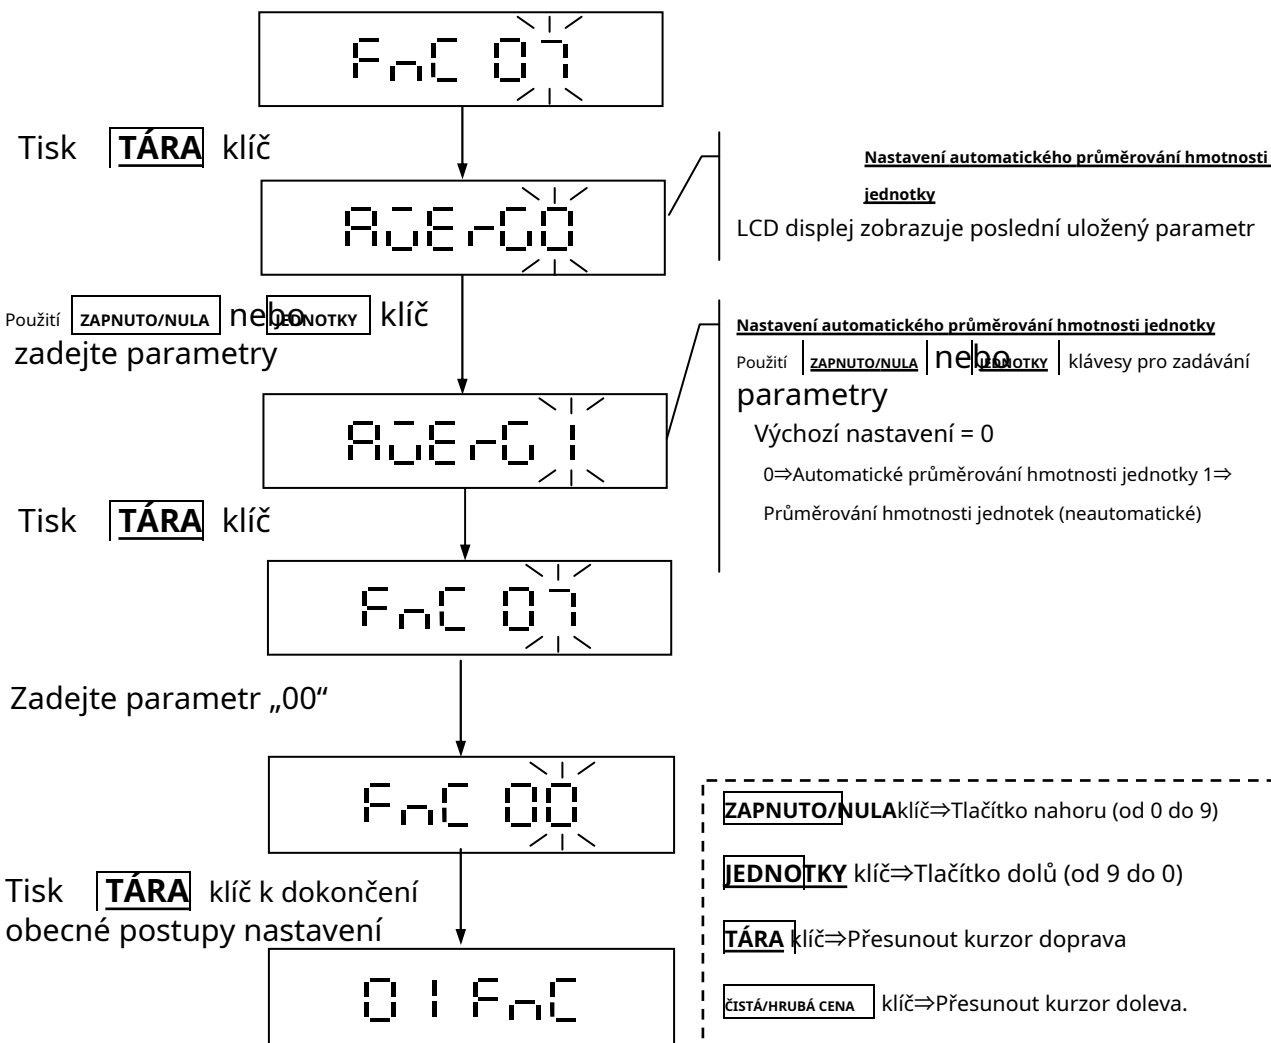 FnC 07
Tisk TÁRA klíč
Nastavení automatického průměrování hmotnosti
jednotky
LCD displej zobrazuje poslední uložený parametr
AVErG0
Použití ZAPNUTO/NULA nebo JEDNOTKY klíč
zadejte parametry
Nastavení automatického průměrování hmotnosti jednotky
Použití ZAPNUTO/NULA nebo JEDNOTKY klávesy pro zadávání
parametry
Výchozí nastavení = 0
0⇒Automatické průměrování hmotnosti jednotky 1⇒
Průměrování hmotnosti jednotek (neautomatické)
AVErG 1
Tisk TÁRA klíč
FnC 07
Zadejte parametr „00“
FnC 00
Tisk TÁRA klíč k dokončení
obecné postupy nastavení
01 FnC
ZAPNUTO/NULAklíč⇒Tlačítko nahoru (od 0 do 9)
JEDNOTKY klíč⇒Tlačítko dolů (od 9 do 0)
TÁRA klíč⇒Přesunout kurzor doprava
ČISTÁ/HRUBÁ CENA klíč⇒Přesunout kurzor doleva.